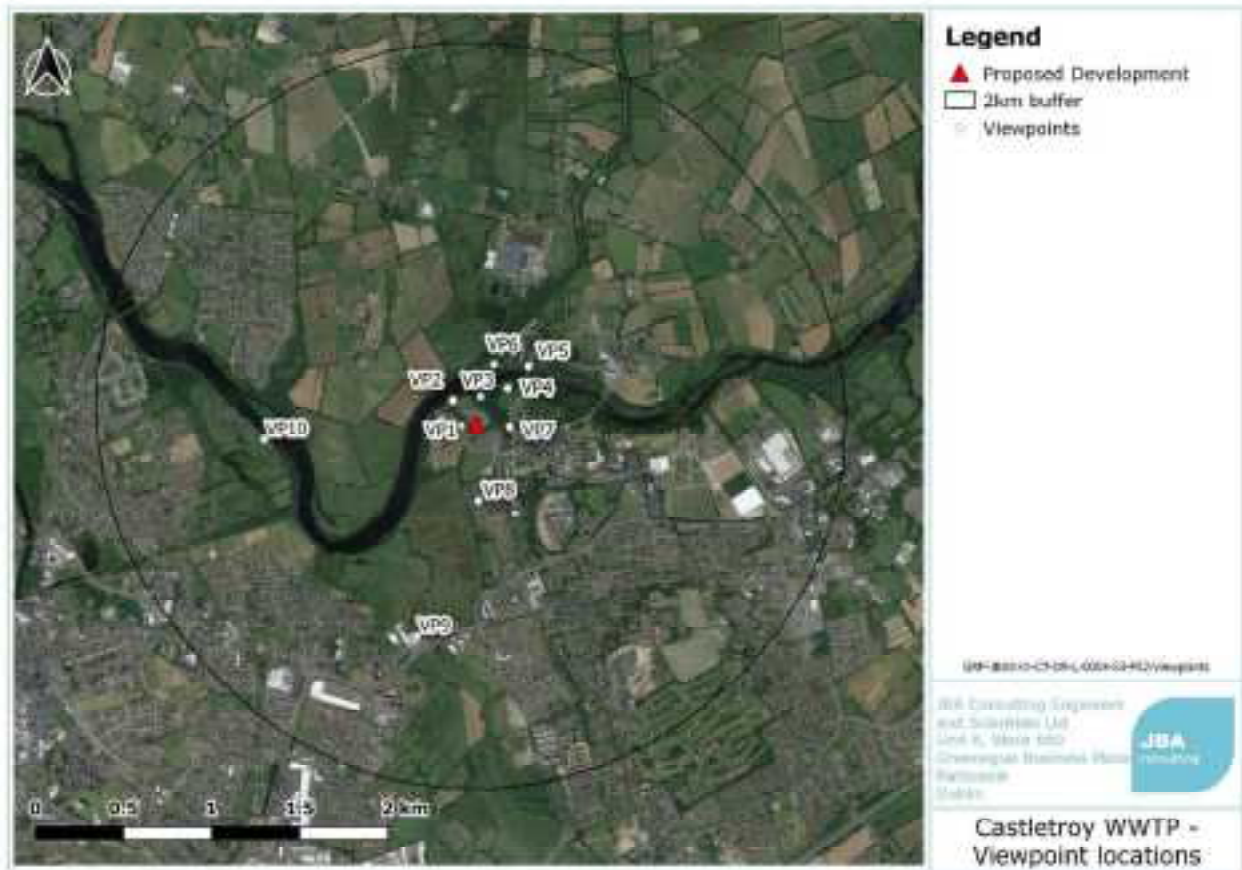 Legend
Proposed Development
2km buffer
Viewpoints
VP6
VP5
VP2
VP3
VP4
VP1
VP7
VP10
VP8
VP9
0 0.5 1 1.5 2 km
JBA Consulting Engineers
and Scientists Ltd
Dublin
JBA
consulting
Castletroy WWTP -
Viewpoint locations